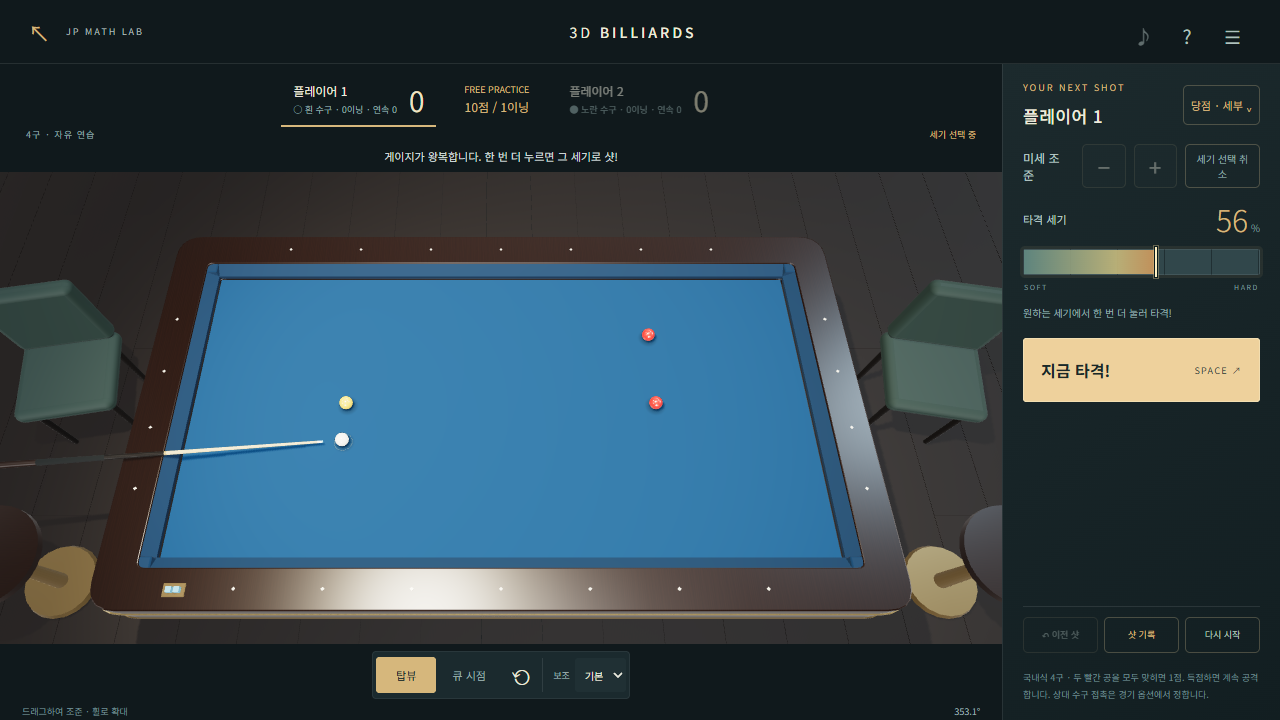 JP MATH LAB
3D BILLIARDS
?
플레이어 1
흰 수구 · 0이닝 · 연속 0
0
FREE PRACTICE
10점 / 1이닝
플레이어 2
노란 수구 · 0이닝 · 연속 0
0
4구 · 자유 연습
세기 선택 중
게이지가 왕복합니다. 한 번 더 누르면 그 세기로 샷!
YOUR NEXT SHOT
플레이어 1
당점 · 세부 ˅
미세 조
준
−
+
세기 선택 취
소
타격 세기
56 %
SOFT
HARD
원하는 세기에서 한 번 더 눌러 타격!
지금 타격!
SPACE ↗
↶ 이전 샷
샷 기록
다시 시작
국내식 4구 · 두 빨간 공을 모두 맞히면 1점. 득점하면 계속 공격
합니다. 상대 수구 접촉은 경기 옵션에서 정합니다.
탑뷰
큐 시점
보조
기본
드래그하여 조준 · 휠로 확대
353.1°